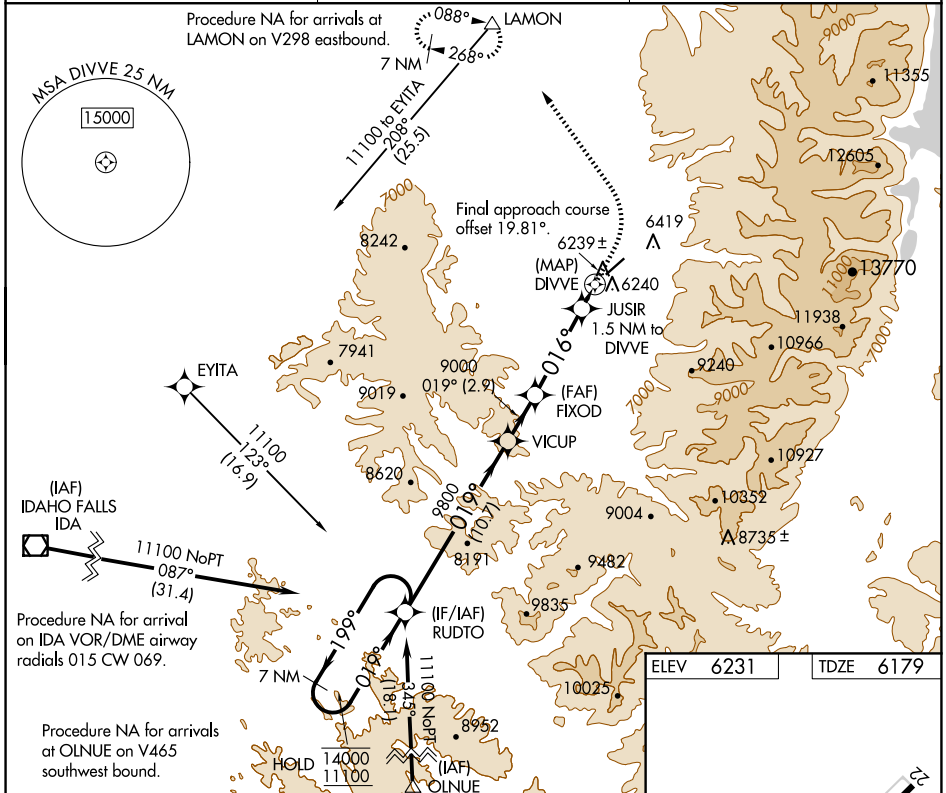 Procedure NA for arrivals at
LAMON on V298 eastbound.
088°
LAMON
7 NM
268°
11355
MSA DIVVE 25 NM
15000
11100 to EYITA
208°
(25.5)
12605
7000
Final approach course
offset 19.81°.
8242
6419
6239 ±
(MAP)
DIVVE
6240
13770
11000
JUSIR
1.5 NM to
DIVVE
11938
7000
10966
016°
7941
9240
9000
7000
EYITA
9000
019° (2.9)
9019
(FAF)
FIXOD
VICUP
11100
123°
(16.9)
10927
8620
9800
019°
(10.7)
10352
9004
8735 ±
(IAF)
IDAHO FALLS
IDA
8191
9482
11100 NoPT
087°
(31.4)
9835
(IF/IAF)
RUDTO
Procedure NA for arrival
on IDA VOR/DME airway
radials 015 CW 069.
199°
019°
7 NM
11100 NoPT
345°
(18.1)
ELEV 6231
TDZE 6179
10025
Procedure NA for arrivals
at OLNUE on V465
southwest bound.
8952
HOLD
14000
11100
(IAF)
OLNUE
22